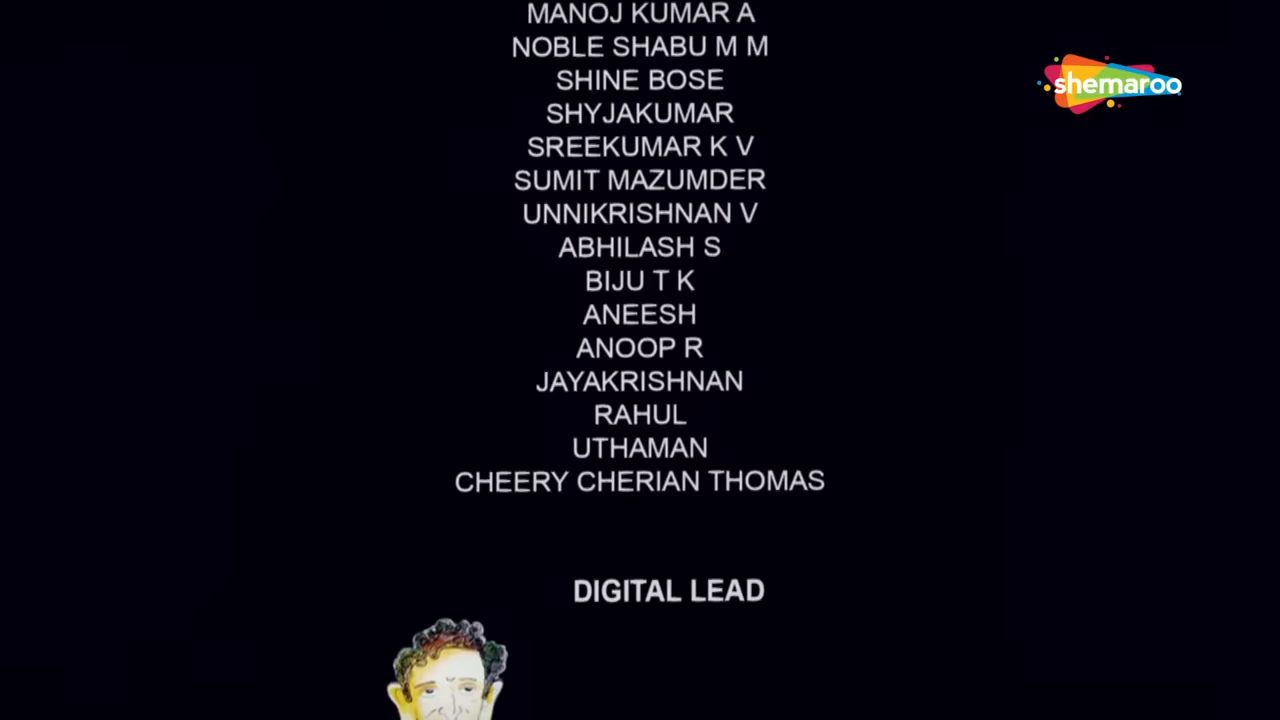 MANOJ KUMAR A
NOBLE SHABU M M
shemaroo
SHINE BOSE
SHYJAKUMAR
SREEKUMAR K V
SUMIT MAZUMDER
UNNIKRISHNAN V
ABHILASH S
BIJU T K
ANEESH
ANOOP R
JAYAKRISHNAN
RAHUL
UTHAMAN
CHEERY CHERIAN THOMAS
DIGITAL LEAD